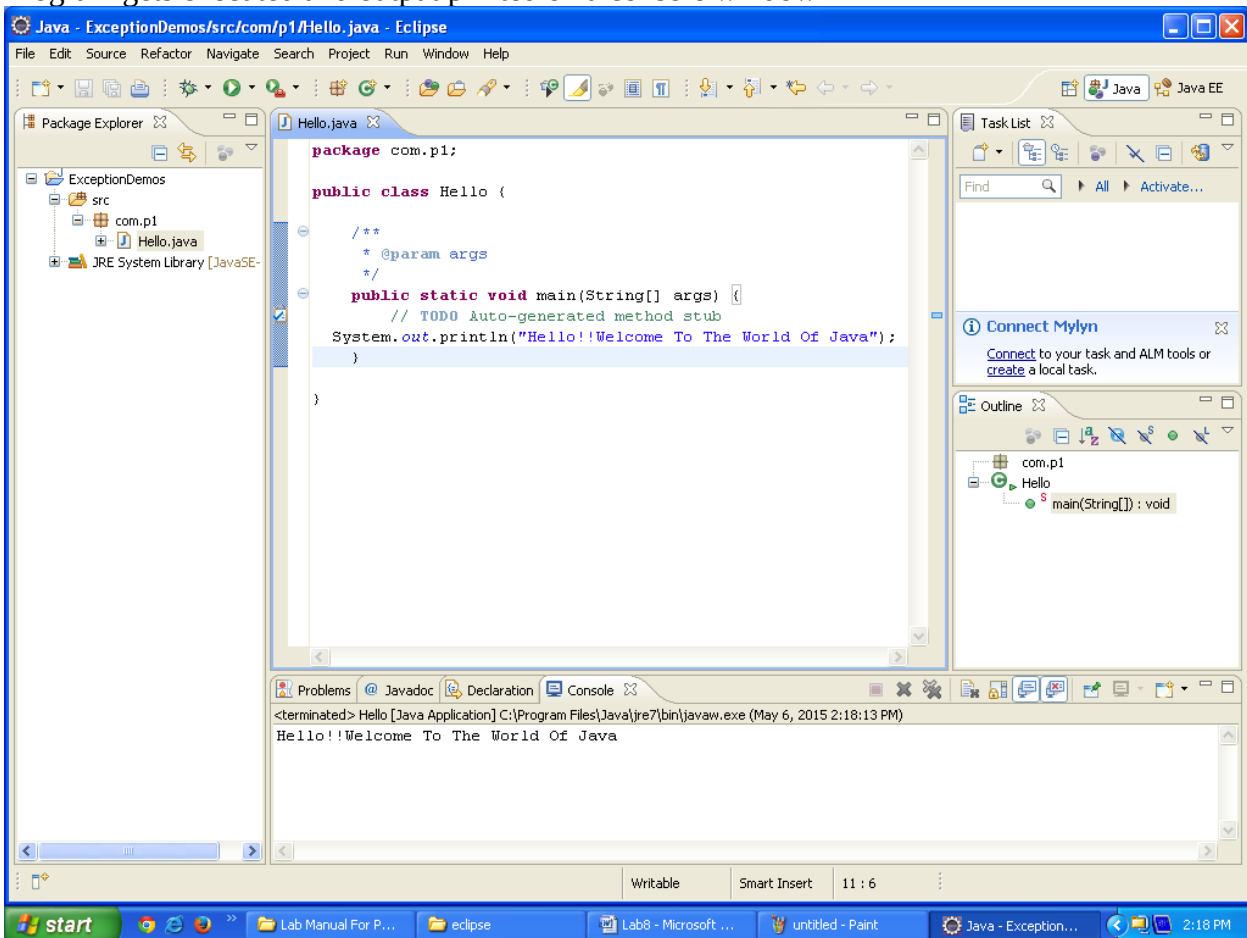 Java - ExceptionDemos/src/com/p1/Hello.java - Eclipse
File Edit Source Refactor Navigate Search Project Run Window Help
Java Java EE
Package Explorer
ExceptionDemos
src
com.p1
Hello.java
JRE System Library [JavaSE-
Hello.java
package com.p1;
public class Hello {
/**
* @param args
*/
public static void main(String[] args) {
// TODO Auto-generated method stub
System.out.println("Hello!!Welcome To The World Of Java");
}
}
Task List
Find All Activate...
Connect Mylyn
Connect to your task and ALM tools or
create a local task.
Outline
com.p1
Hello
main(String[]) : void
Problems Javadoc Declaration Console
<terminated> Hello [Java Application] C:\Program Files\Java\jre7\bin\javaw.exe (May 6, 2015 2:18:13 PM)
Hello!!Welcome To The World Of Java
Writable Smart Insert 11 : 6
start Lab Manual For P... eclipse Lab8 - Microsoft ... untitled - Paint Java - Exception... 2:18 PM